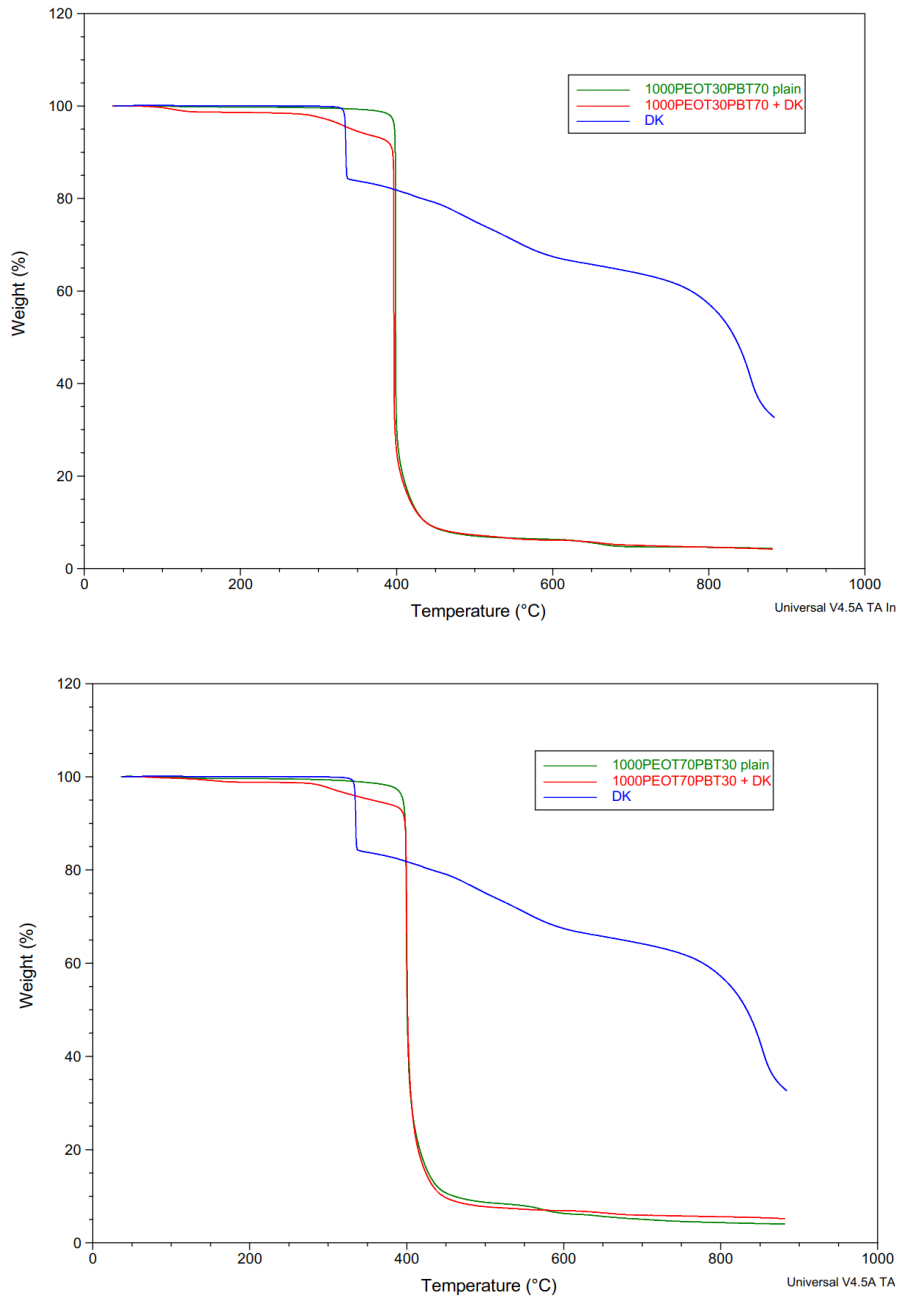 120
1000PEOT30PBT70 plain
1000PEOT30PBT70 + DK
DK
100
80
60
40
20
0
Weight (%)
0 200 400 600 800 1000
Temperature (°C)
Universal V4.5A TA In
120
1000PEOT70PBT30 plain
1000PEOT70PBT30 + DK
DK
100
80
60
40
20
0
Weight (%)
0 200 400 600 800 1000
Temperature (°C)
Universal V4.5A TA